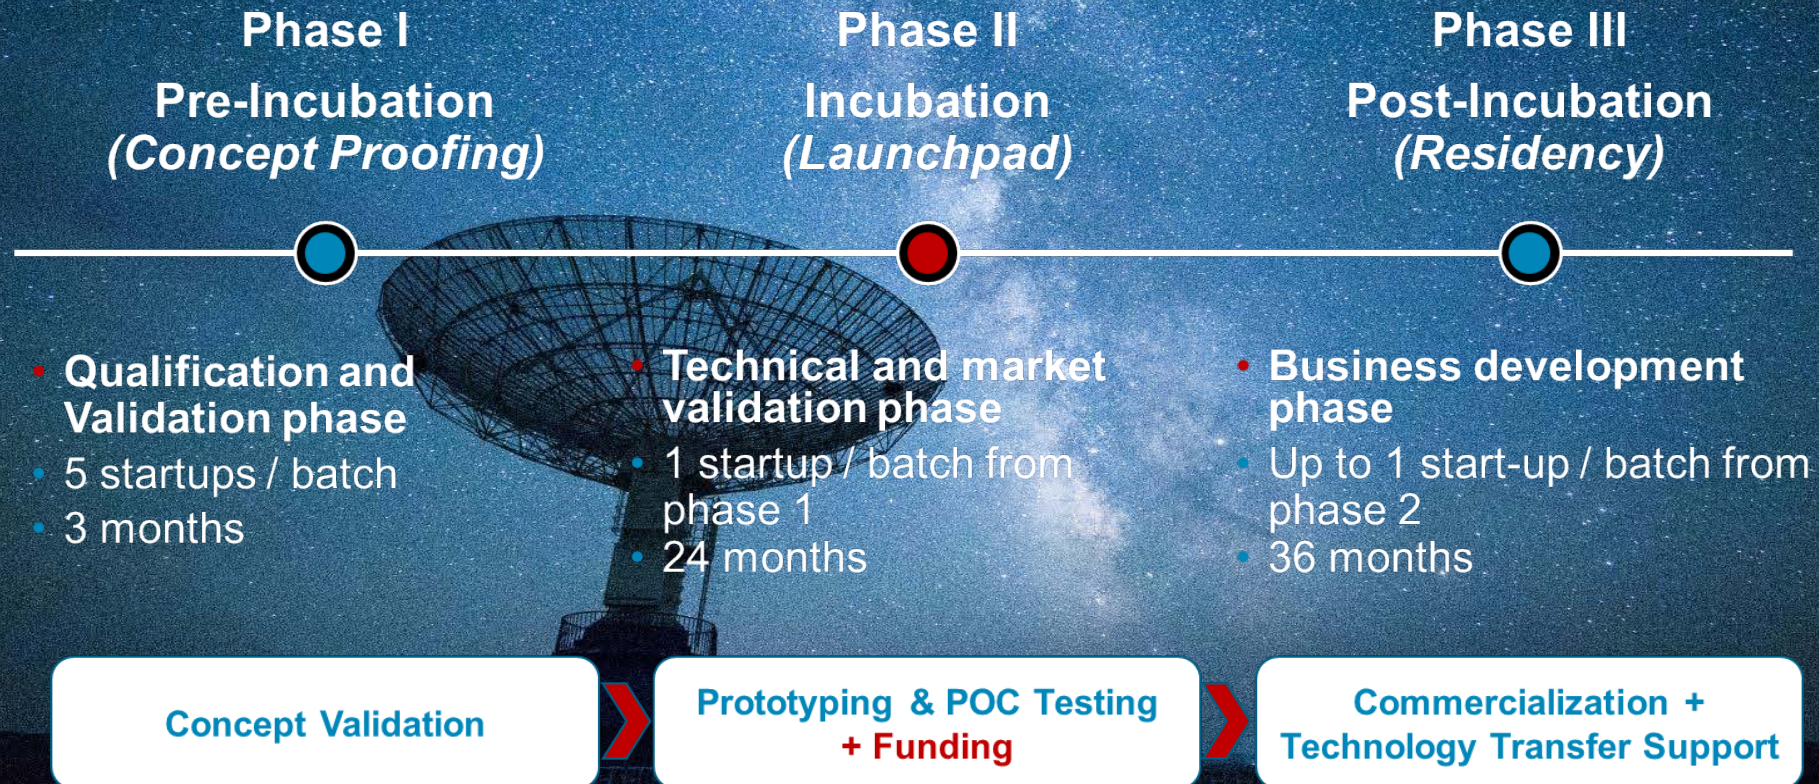 Phase I
Pre-Incubation
(Concept Proofing)
Phase II
Incubation
(Launchpad)
Phase III
Post-Incubation
(Residency)
• Qualification and
Validation phase
• 5 startups / batch
• 3 months
• Technical and market
validation phase
• 1 startup / batch from
phase 1
• 24 months
• Business development
phase
• Up to 1 start-up / batch from
phase 2
• 36 months
Concept Validation
Prototyping & POC Testing
+ Funding
Commercialization +
Technology Transfer Support